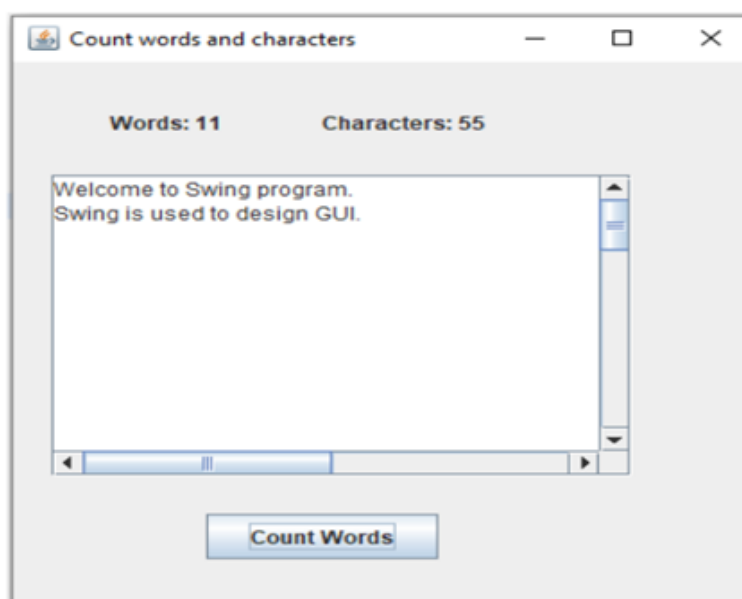 Count words and characters
Words: 11 Characters: 55
Welcome to Swing program.
Swing is used to design GUI.
Count Words